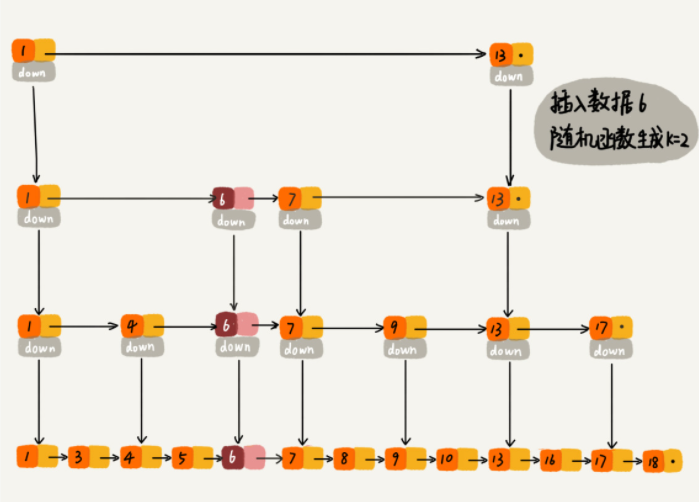 1 13
down down
插入数据6
随机函数生成K=2
1 6 7 13
down down down down
1 4 6 7 9 13 17
down down down down down down down
1 3 4 5 6 7 8 9 10 13 16 17 18